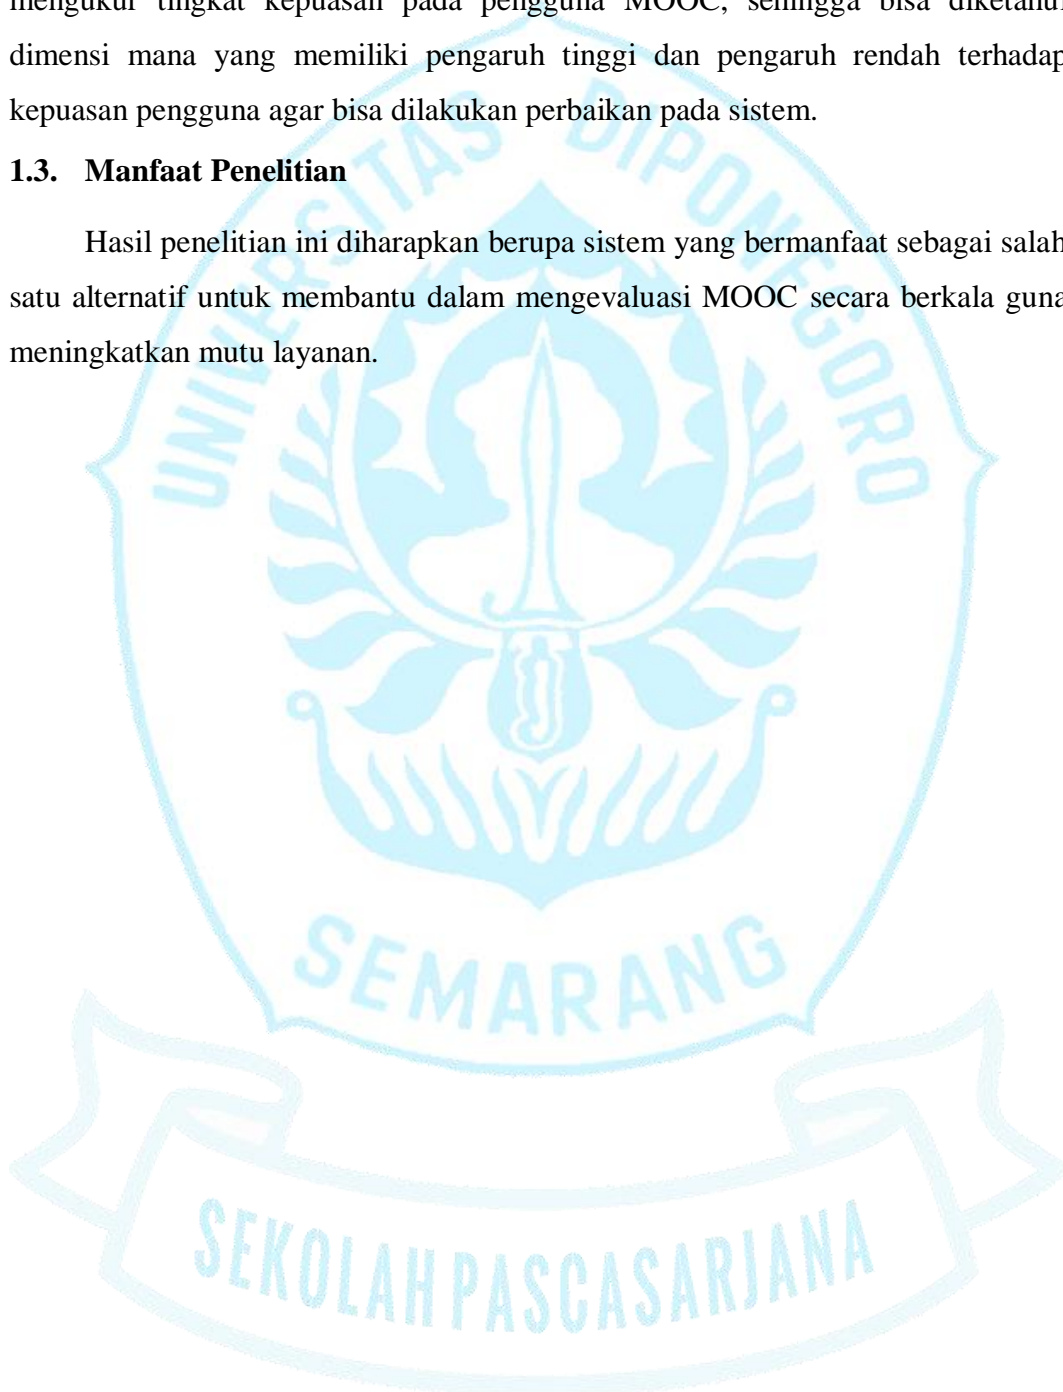 mengukur tingkat kepuasan pada pengguna MOOC, sehingga bisa diketahui
dimensi mana yang memiliki pengaruh tinggi dan pengaruh rendah terhadap
kepuasan pengguna agar bisa dilakukan perbaikan pada sistem.
1.3. Manfaat Penelitian
Hasil penelitian ini diharapkan berupa sistem yang bermanfaat sebagai salah
satu alternatif untuk membantu dalam mengevaluasi MOOC secara berkala guna
meningkatkan mutu layanan.
UNIVERSITAS DIPONEGORO
SEMARANG
SEKOLAH PASCASARJANA